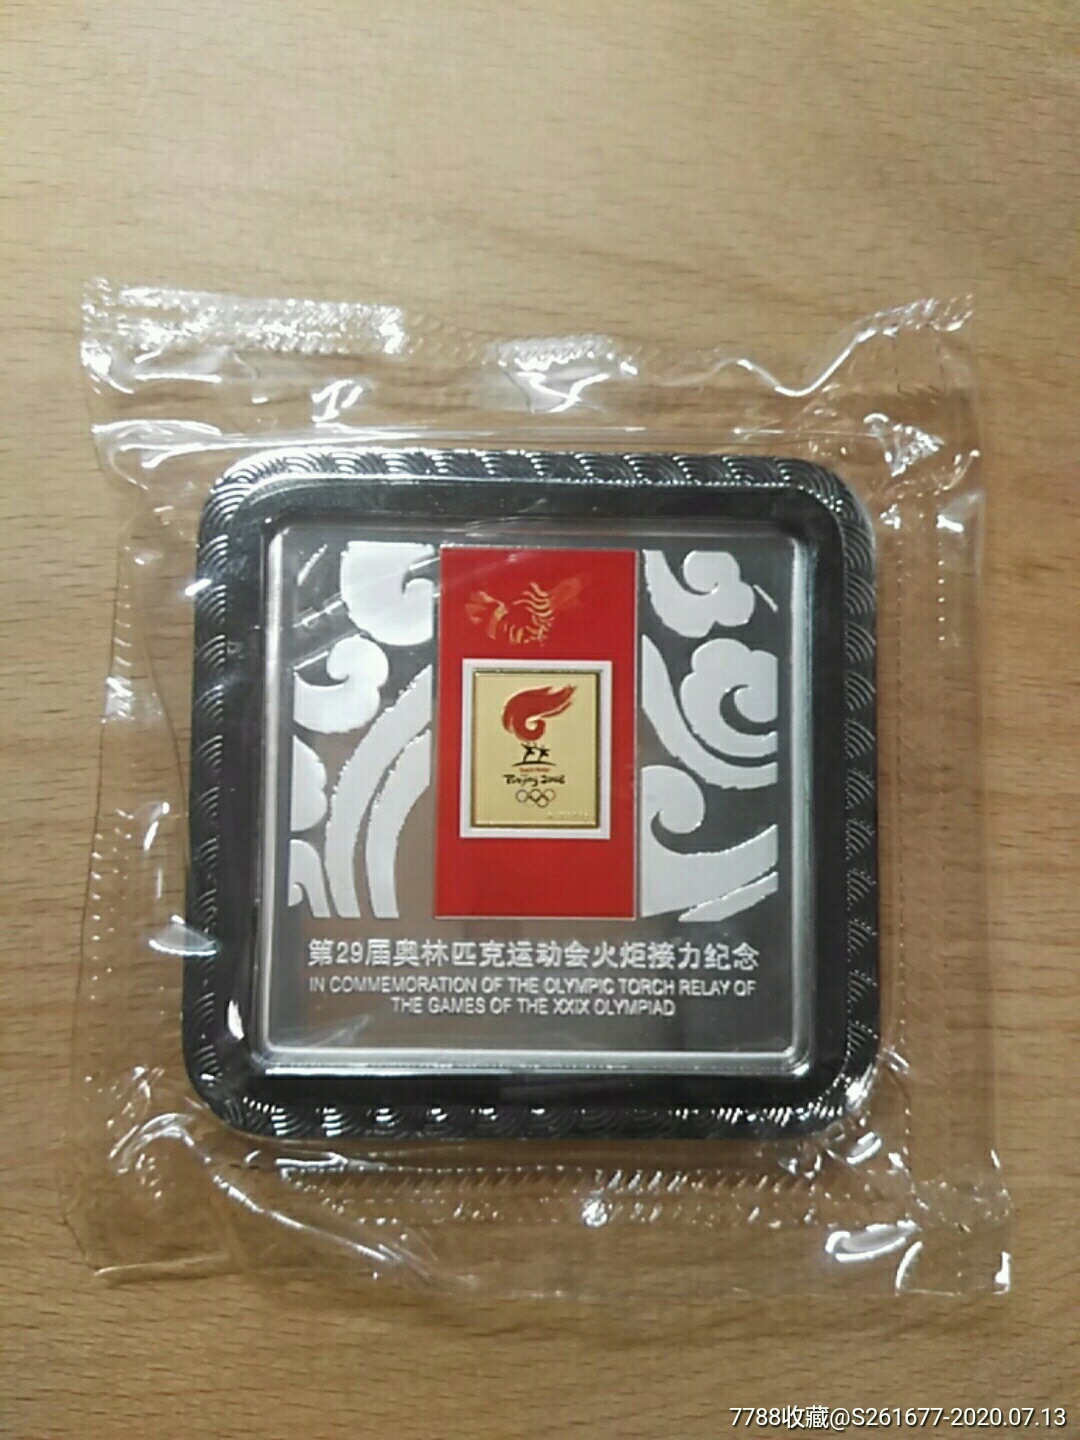 Beijing 2008
第29届奥林匹克运动会火炬接力纪念
IN COMMEMORATION OF THE OLYMPIC TORCH RELAY OF
THE GAMES OF THE XXIX OLYMPIAD
7788收藏@S261677-2020.07.13